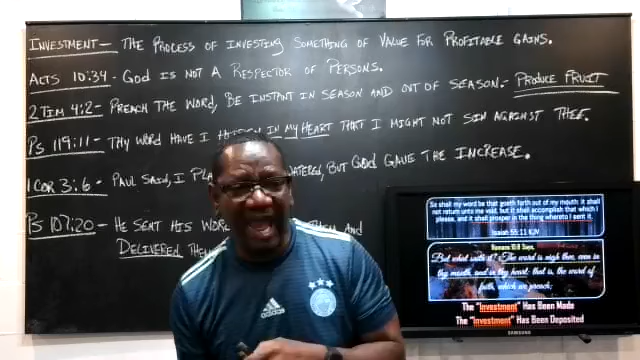 INVESTMENT - THE PROCESS OF INVESTING SOMETHING OF VALUE FOR PROFITABLE GAINS.
ACTS 10:34 - GOD IS NOT A RESPECTOR OF PERSONS.
2 TIM 4:2 - PREACH THE WORD, BE INSTANT IN SEASON AND OUT OF SEASON. - PRODUCE FRUIT
PS 119:11 - THY WORD HAVE I IN MY HEART THAT I MIGHT NOT SIN AGAINST THEE.
1 COR 3:6 - PAUL SAID, I BUT GOD GAVE THE INCREASE.
PS 107:20 - HE SENT HIS WORD AND
DELIVERED
adidas
So shall my word be that goeth forth out of my mouth: it shall
not return unto me void, but it shall accomplish that which I
please, and it shall prosper in the thing whereto I sent it.
Isaiah 55:11 KJV
Romans 10:8 Says,
But what saith it? The word is nigh thee, even in
thy mouth, and in thy heart: that is, the word of
faith, which we preach;
The "Investment" Has Been Made
The "Investment" Has Been Deposited
SAMSUNG